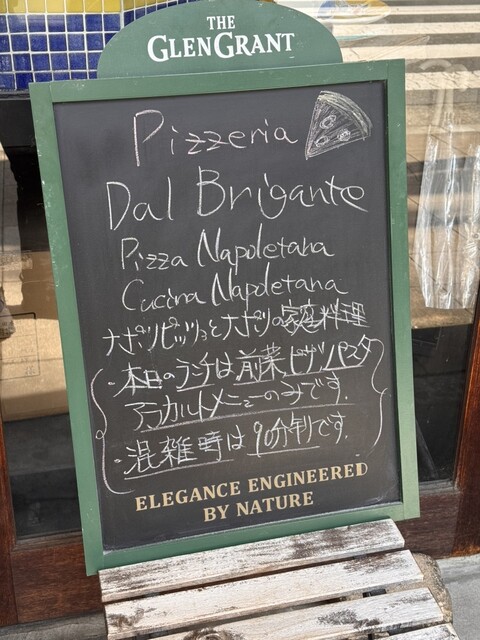 THE
GLENGRANT
Pizzeria
Dal Brigante
Pizza Napoletana
Cucina Napoletana
ナポリピッツァとナポリの家庭料理
・本日のランチは前菜ピザパスタ
アラカルトメニューのみです.
・混雑時は90分制です.
ELEGANCE ENGINEERED
BY NATURE